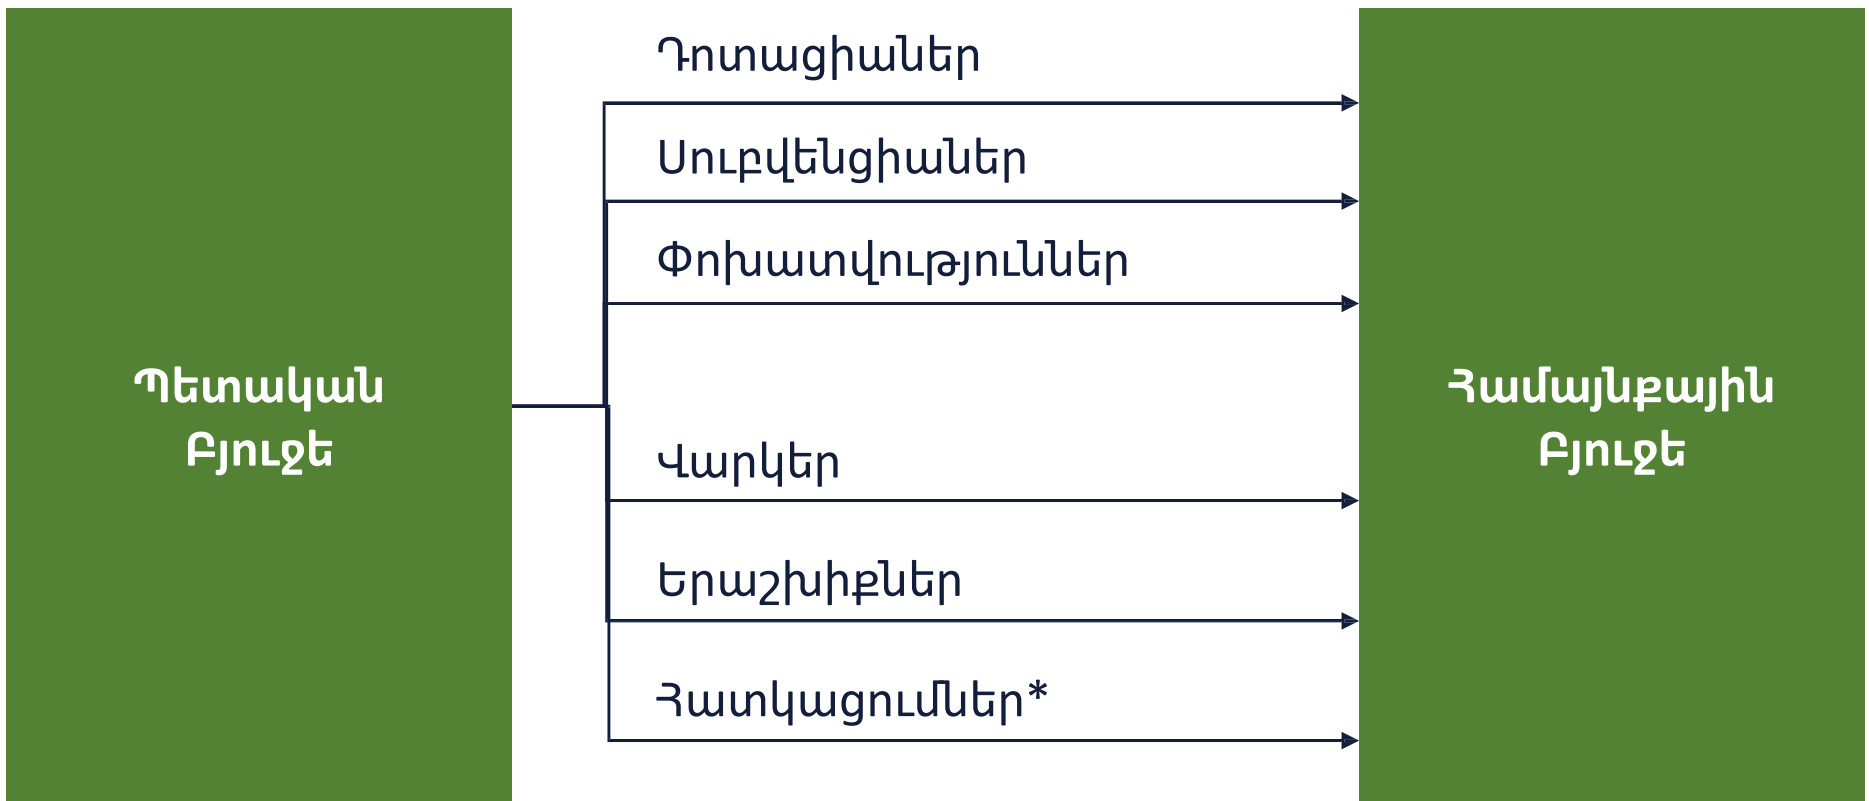 Պետական
Բյուջե
Դոտացիաներ
Սուբվենցիաներ
Փոխատվություններ
Վարկեր
Երաշխիքներ
Հատկացումներ*
Համայնքային
Բյուջե